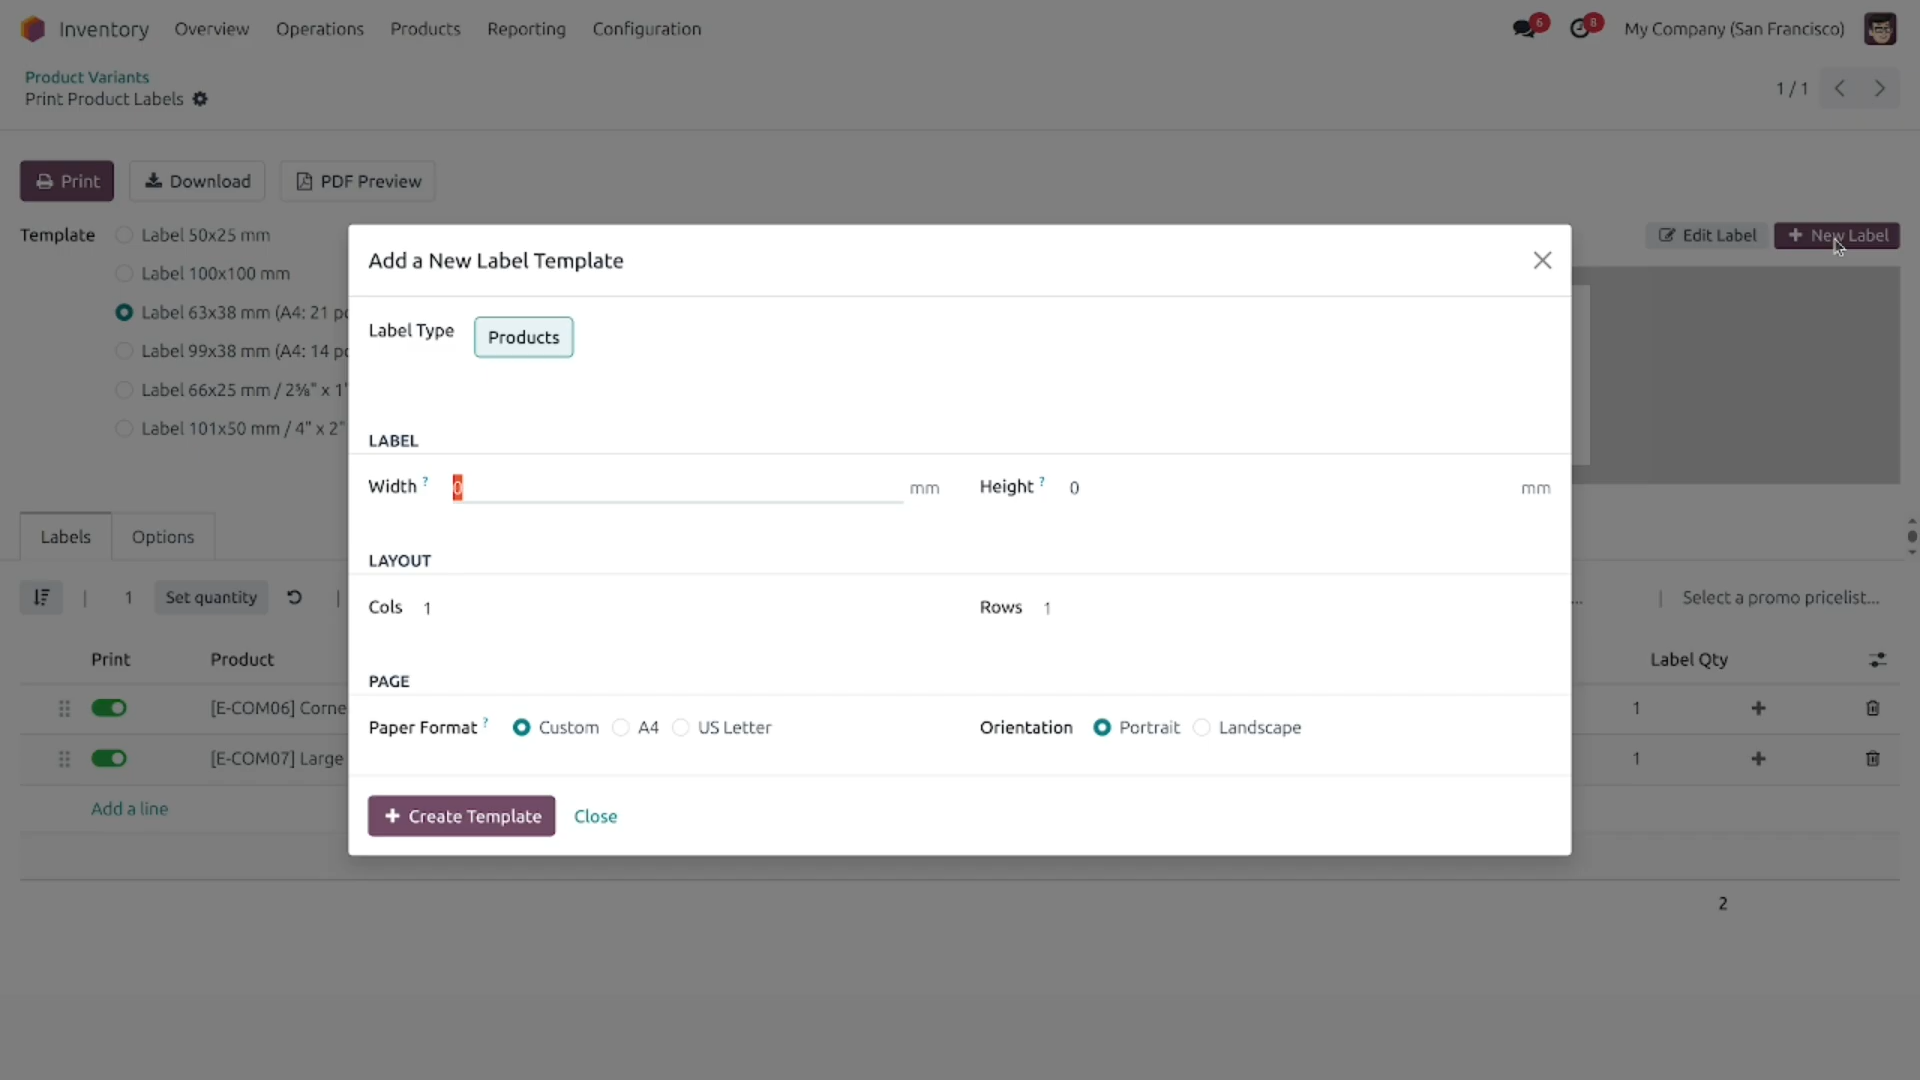 Inventory Overview Operations Products Reporting Configuration 6 8 My Company (San Francisco)
Product Variants
Print Product Labels 1 / 1
Print Download PDF Preview
Template Label 50x25 mm Edit Label + New Label
Label 100x100 mm
Label 63x38 mm (A4: 21 pc
Label 99x38 mm (A4: 14 pc
Label 66x25 mm / 2⅝" x 1"
Label 101x50 mm / 4" x 2"
Add a New Label Template
Label Type Products
LABEL
Width ? 0 mm Height ? 0 mm
Labels Options
LAYOUT
1 Set quantity ... Select a promo pricelist...
Cols 1 Rows 1
Print Product Label Qty
PAGE
[E-COM06] Corne 1
Paper Format ? Custom A4 US Letter Orientation Portrait Landscape
[E-COM07] Large 1
Add a line
+ Create Template Close
2